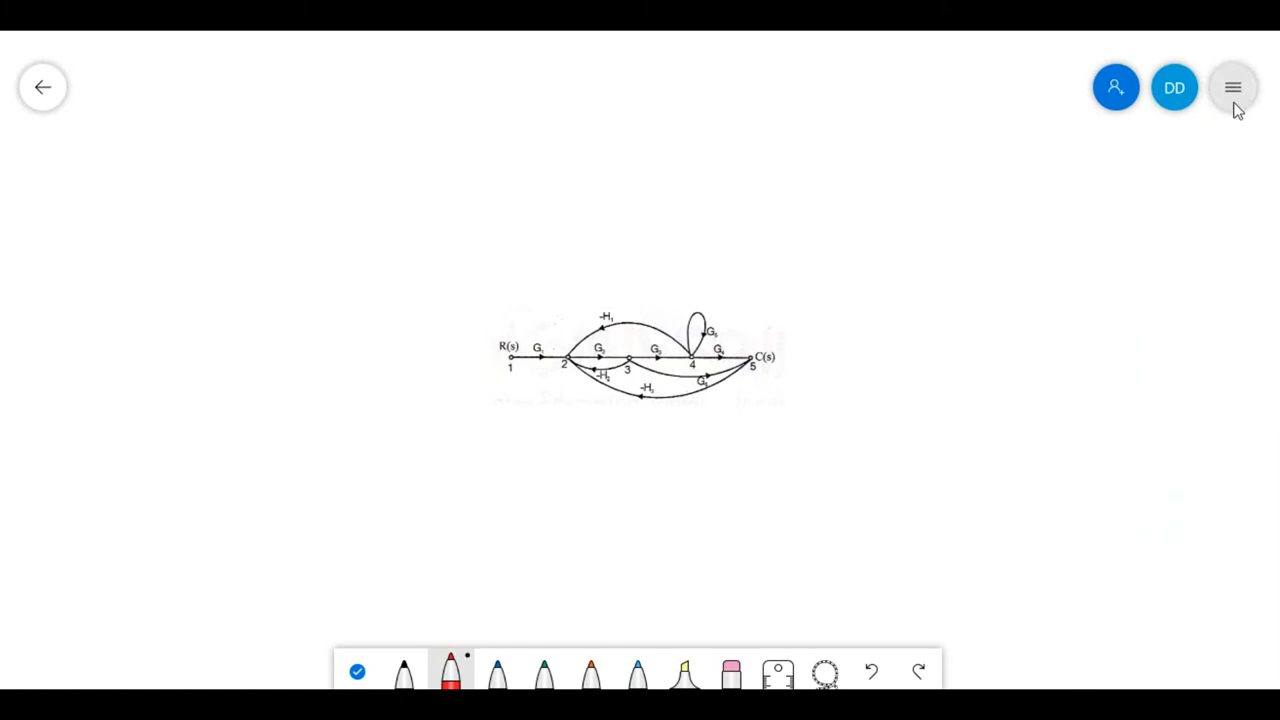 DD
-H₁
G₅
R(s) G₁ G₂ G₃ G₄ C(s)
1 2 3 4 5
-H₂
G₆
-H₃